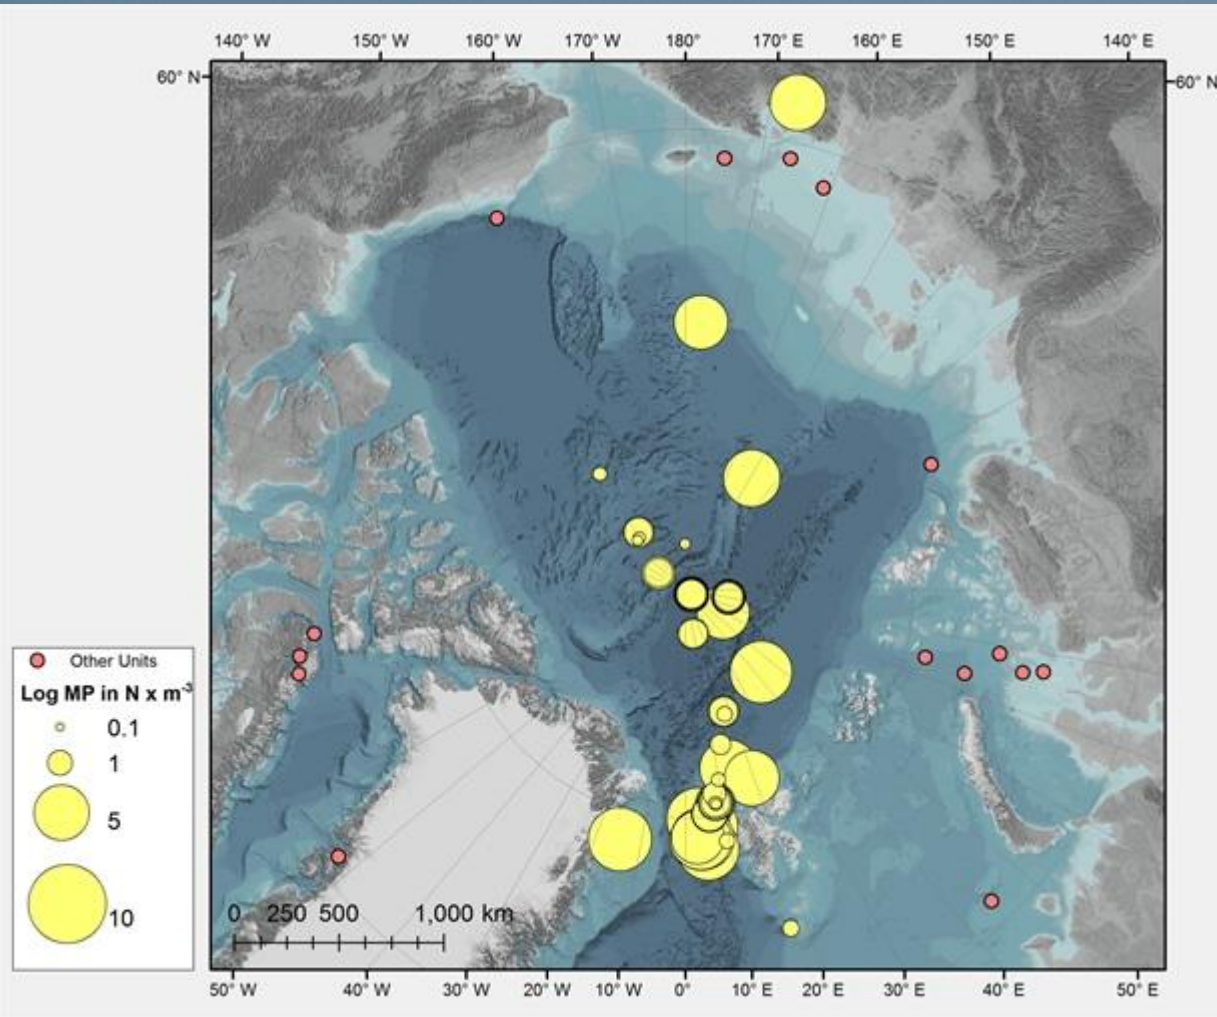 140° W 150° W 160° W 170° W 180° 170° E 160° E 150° E 140° E
60° N 60° N
Other Units
Log MP in N x m-3
0.1
1
5
10
0 250 500 1,000 km
50° W 40° W 30° W 20° W 10° W 0° 10° E 20° E 30° E 40° E 50° E